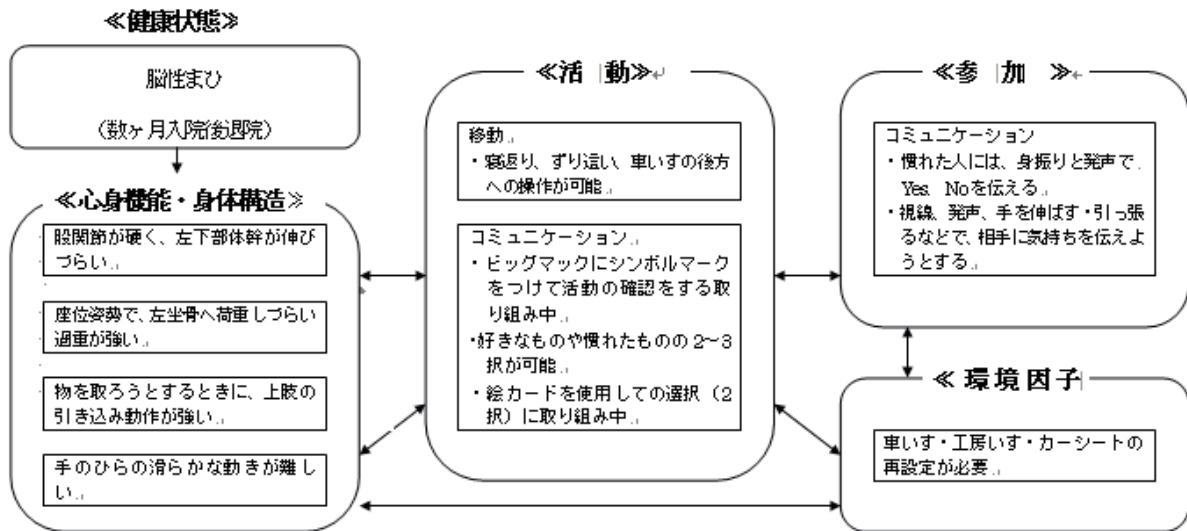 ≪健康状態≫
脳性まひ
(数ヶ月入院後退院)
≪心身機能・身体構造≫
股関節が硬く、左下部体幹が伸び
づらい。
座位姿勢で、左坐骨へ荷重しづらい
過重が強い。
物を取ろうとするときに、上肢の
引き込み動作が強い。
手のひらの滑らかな動きが難し
い。
≪活 動≫
移動
・寝返り、ずり這い、車いすの後方
への操作が可能
コミュニケーション
・ビッグマックにシンボルマーク
をつけて活動の確認をする取
り組み中
・好きなものや慣れたものの2~3
択が可能
・絵カードを使用しての選択(2
択)に取り組み中
≪参 加 ≫
コミュニケーション
・慣れた人には、身振りと発声で
Yes Noを伝える
・視線、発声、手を伸ばす・引っ張
るなどで、相手に気持ちを伝えよ
うとする
≪ 環境因子
車いす・工房いす・カーシートの
再設定が必要